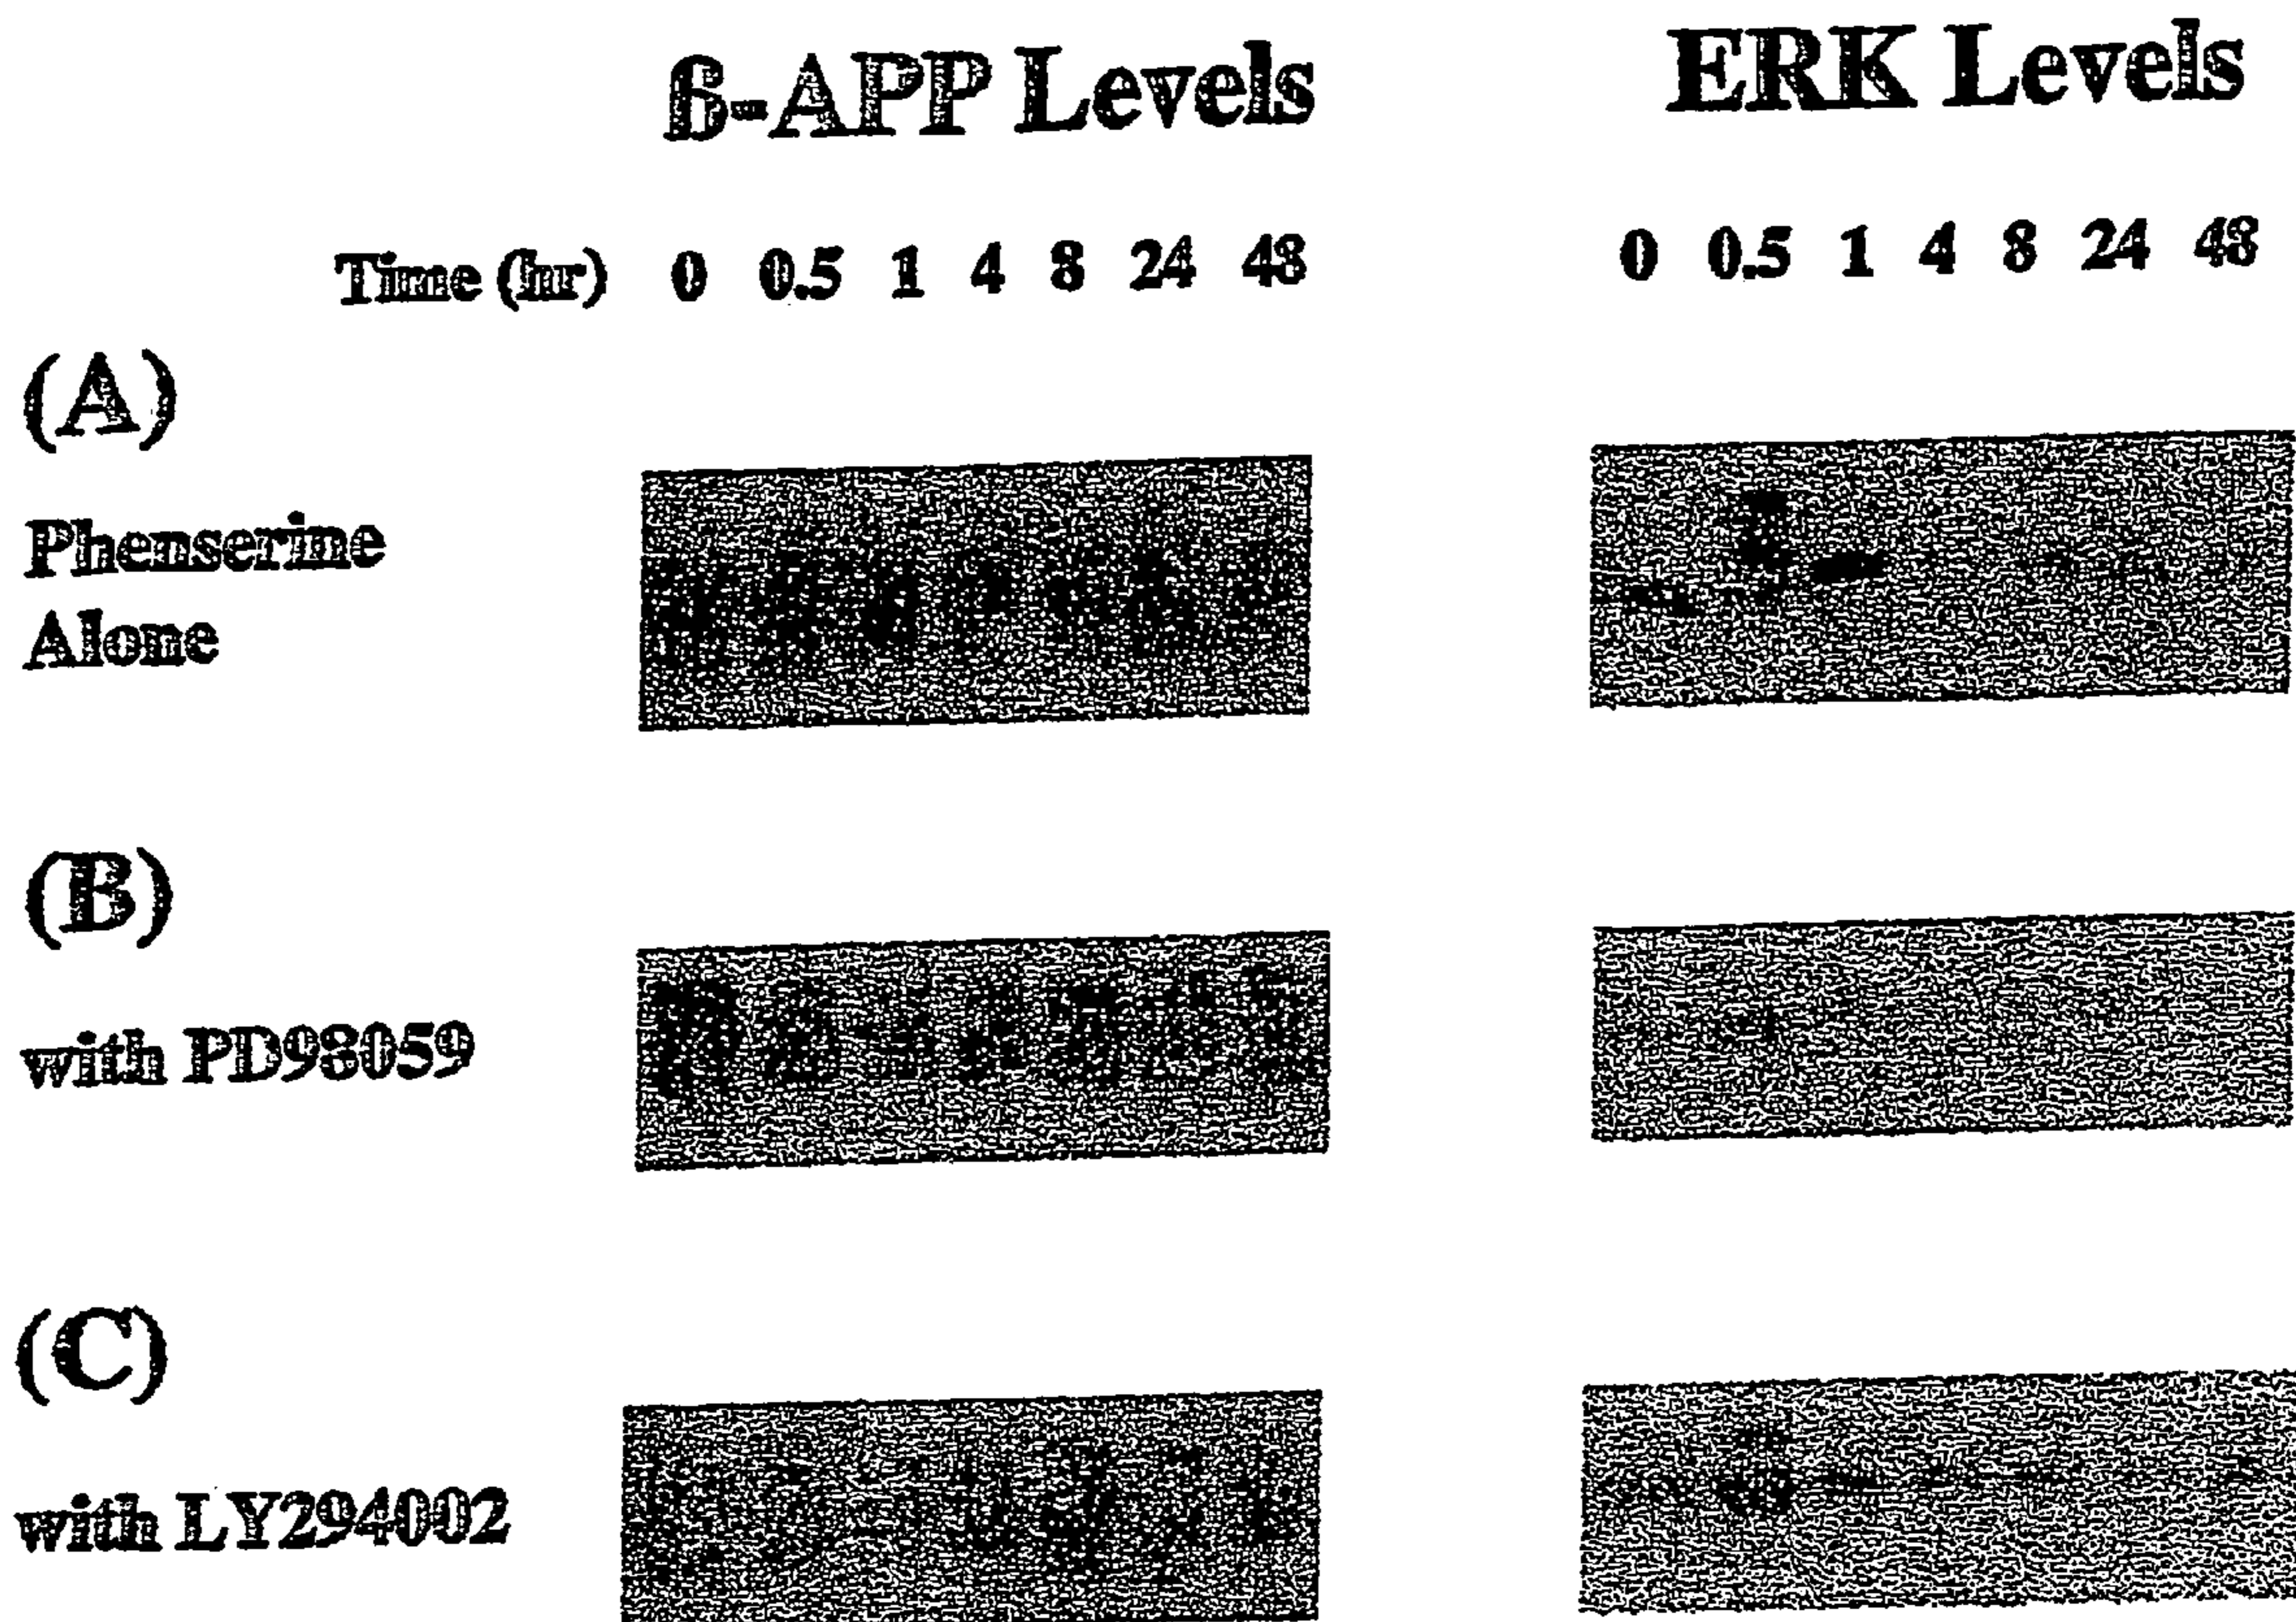 ß-APP Levels
ERK Levels
Time (hr) 0 0.5 1 4 8 24 48
0 0.5 1 4 8 24 48
(A)
Phenserine
Alone
(B)
with PD98059
(C)
with LY294002